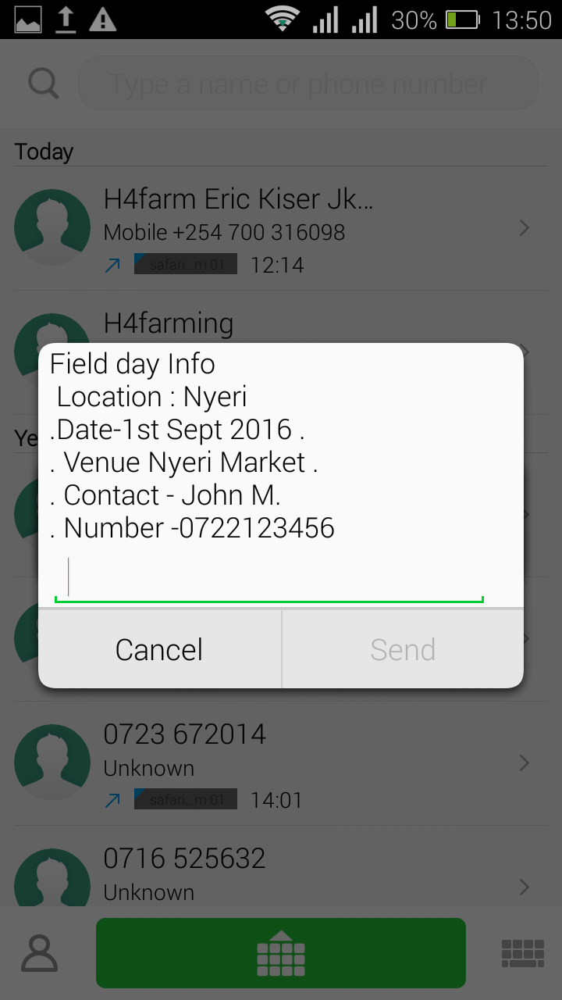 30% 13:50
Type a name or phone number
Today
H4farm Eric Kiser Jk...
Mobile +254 700 316098
safari...m 01 12:14
H4farming
Field day Info
Location : Nyeri
.Date-1st Sept 2016 .
. Venue Nyeri Market .
. Contact - John M.
. Number -0722123456
Cancel Send
Ye
0723 672014
Unknown
safari...m 01 14:01
0716 525632
Unknown